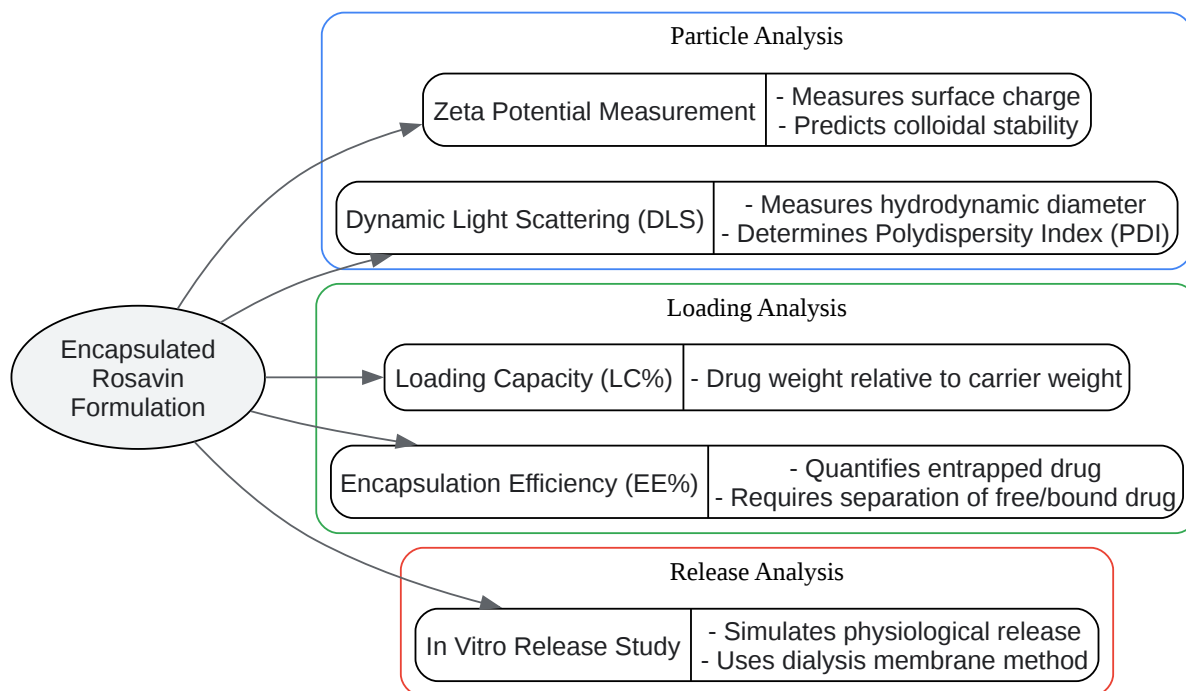 Particle Analysis
Zeta Potential Measurement
- Measures surface charge
- Predicts colloidal stability
Dynamic Light Scattering (DLS)
- Measures hydrodynamic diameter
- Determines Polydispersity Index (PDI)
Encapsulated
Rosavin
Formulation
Loading Analysis
Loading Capacity (LC%)
- Drug weight relative to carrier weight
Encapsulation Efficiency (EE%)
- Quantifies entrapped drug
- Requires separation of free/bound drug
Release Analysis
In Vitro Release Study
- Simulates physiological release
- Uses dialysis membrane method